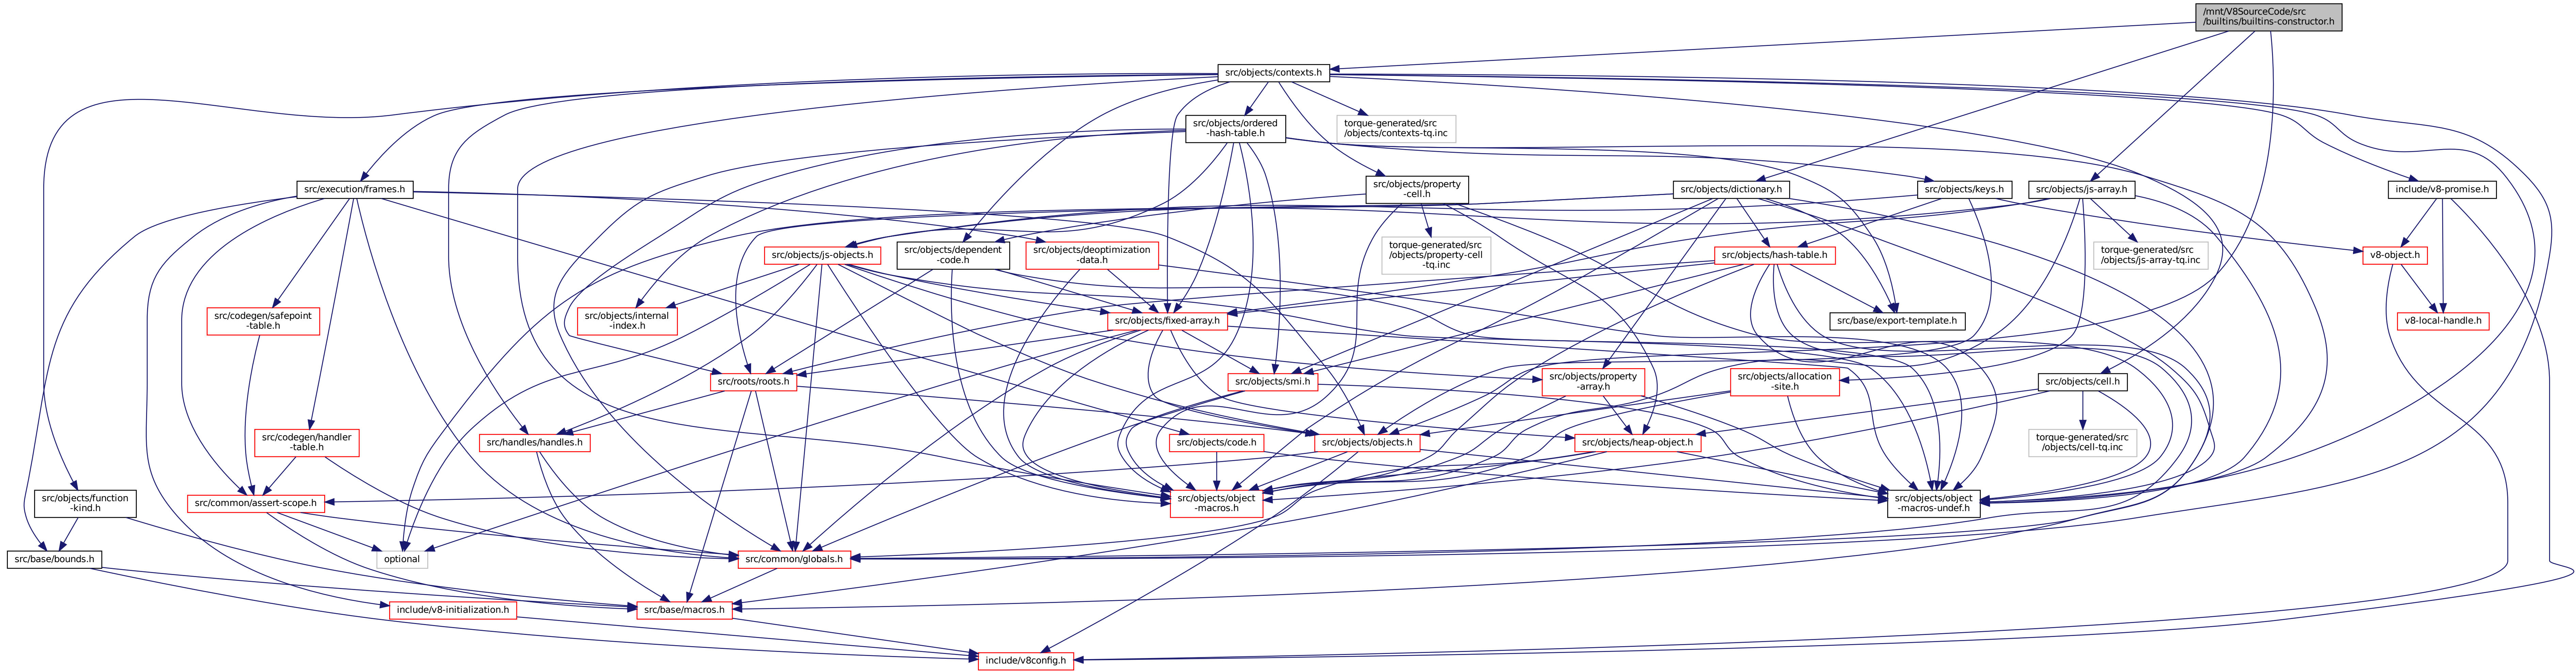 /mnt/V8SourceCode/src
/builtins/builtins-constructor.h
src/objects/contexts.h
src/objects/ordered
-hash-table.h
torque-generated/src
/objects/contexts-tq.inc
src/execution/frames.h
src/objects/property
-cell.h
src/objects/dictionary.h
src/objects/keys.h
src/objects/js-array.h
include/v8-promise.h
src/objects/js-objects.h
src/objects/dependent
-code.h
src/objects/deoptimization
-data.h
torque-generated/src
/objects/property-cell
-tq.inc
src/objects/hash-table.h
torque-generated/src
/objects/js-array-tq.inc
v8-object.h
src/codegen/safepoint
-table.h
src/objects/internal
-index.h
src/objects/fixed-array.h
src/base/export-template.h
v8-local-handle.h
src/roots/roots.h
src/objects/smi.h
src/objects/property
-array.h
src/objects/allocation
-site.h
src/objects/cell.h
src/codegen/handler
-table.h
src/handles/handles.h
src/objects/code.h
src/objects/objects.h
src/objects/heap-object.h
torque-generated/src
/objects/cell-tq.inc
src/objects/function
-kind.h
src/common/assert-scope.h
src/objects/object
-macros.h
src/objects/object
-macros-undef.h
src/base/bounds.h
optional
src/common/globals.h
include/v8-initialization.h
src/base/macros.h
include/v8config.h